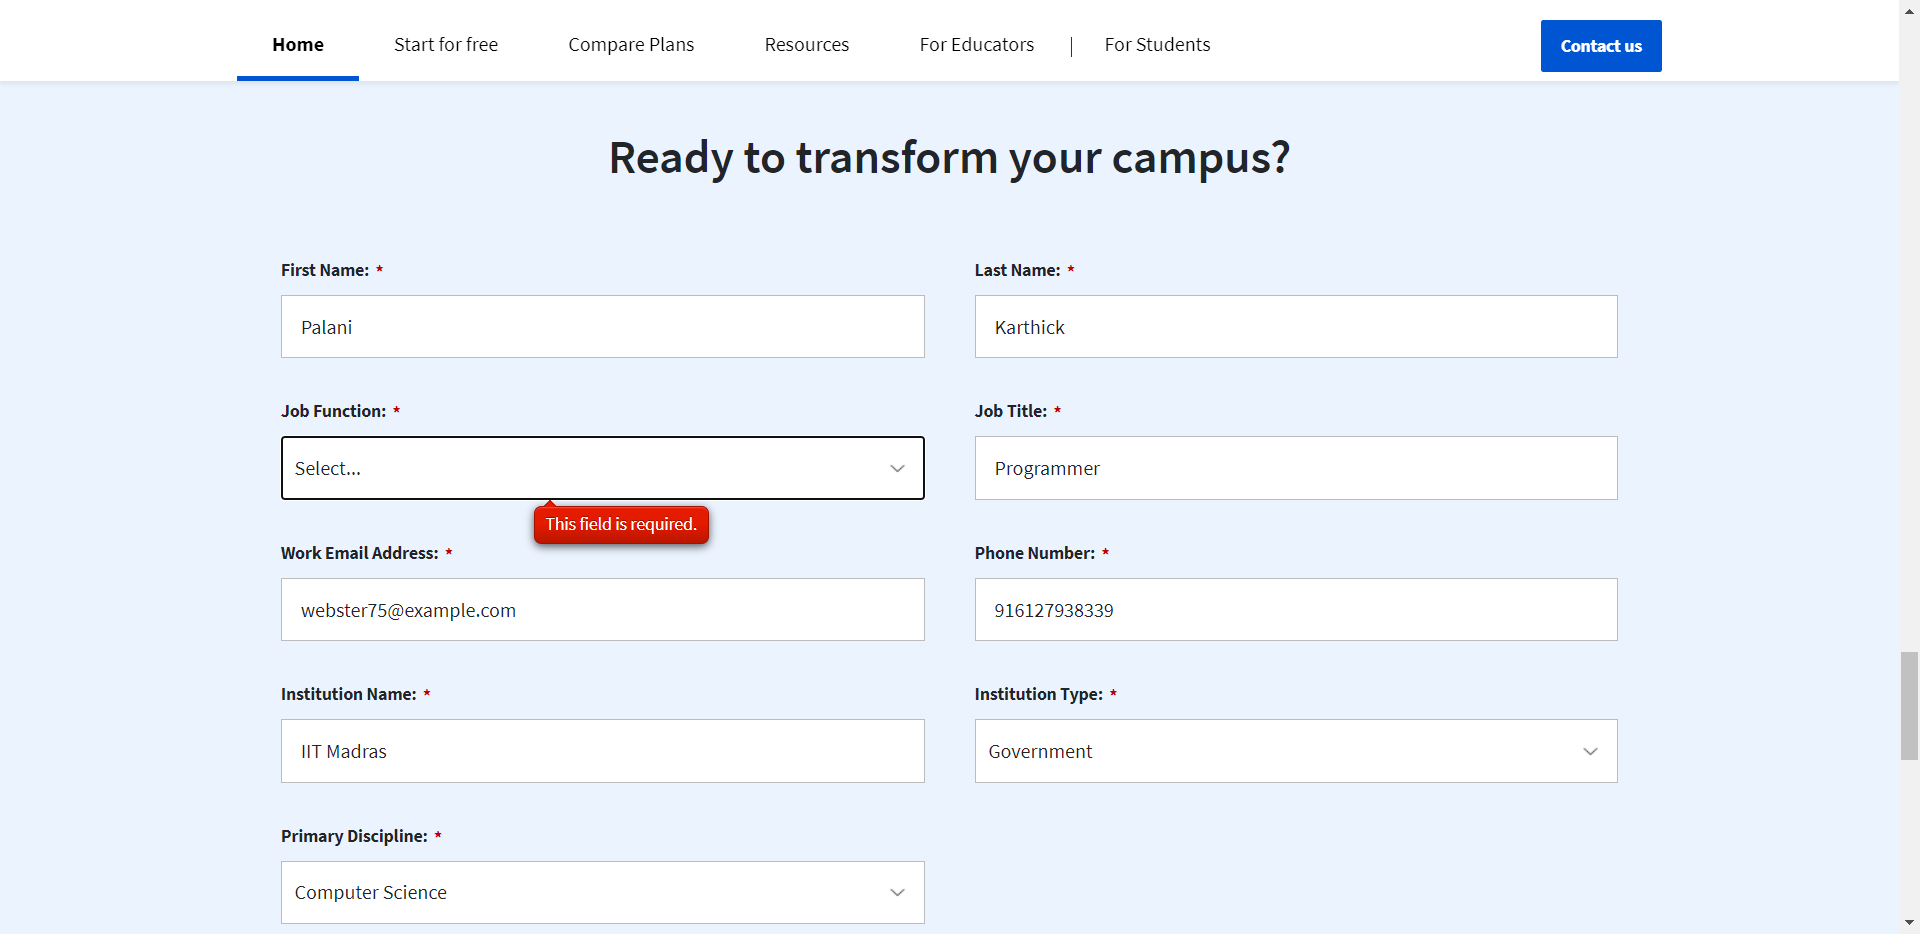 Home Start for free Compare Plans Resources For Educators | For Students Contact us
Ready to transform your campus?
First Name: * Last Name: *
Palani Karthick
Job Function: * Job Title: *
Select... Programmer
This field is required.
Work Email Address: * Phone Number: *
webster75@example.com 916127938339
Institution Name: * Institution Type: *
IIT Madras Government
Primary Discipline: *
Computer Science